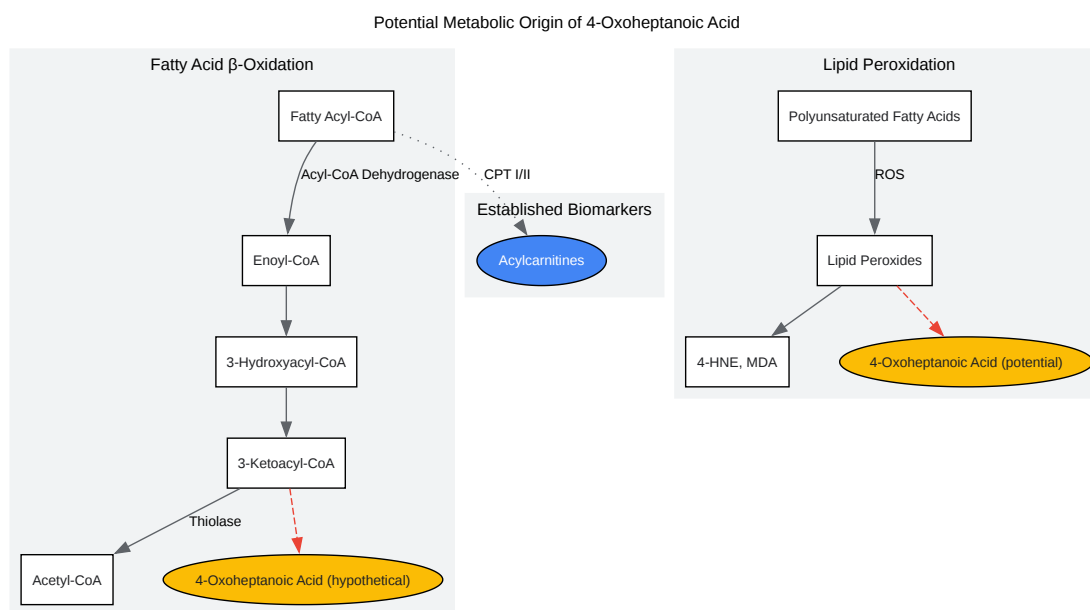 Potential Metabolic Origin of 4-Oxoheptanoic Acid
Fatty Acid β-Oxidation
Fatty Acyl-CoA
Acyl-CoA Dehydrogenase
CPT I/II
Enoyl-CoA
3-Hydroxyacyl-CoA
3-Ketoacyl-CoA
Thiolase
Acetyl-CoA
4-Oxoheptanoic Acid (hypothetical)
Established Biomarkers
Acylcarnitines
Lipid Peroxidation
Polyunsaturated Fatty Acids
ROS
Lipid Peroxides
4-HNE, MDA
4-Oxoheptanoic Acid (potential)